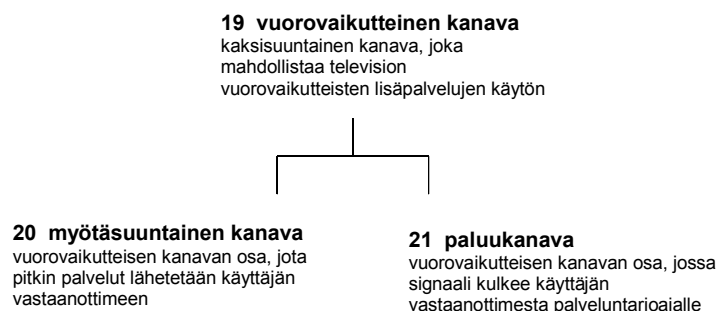 19 vuorovaikutteinen kanava
kaksisuuntainen kanava, joka
mahdollistaa television
vuorovaikutteisten lisäpalvelujen käytön
20 myötäsuuntainen kanava
vuorovaikutteisen kanavan osa, jota
pitkin palvelut lähetetään käyttäjän
vastaanottimeen
21 paluukanava
vuorovaikutteisen kanavan osa, jossa
signaali kulkee käyttäjän
vastaanottimesta palveluntarjoajalle